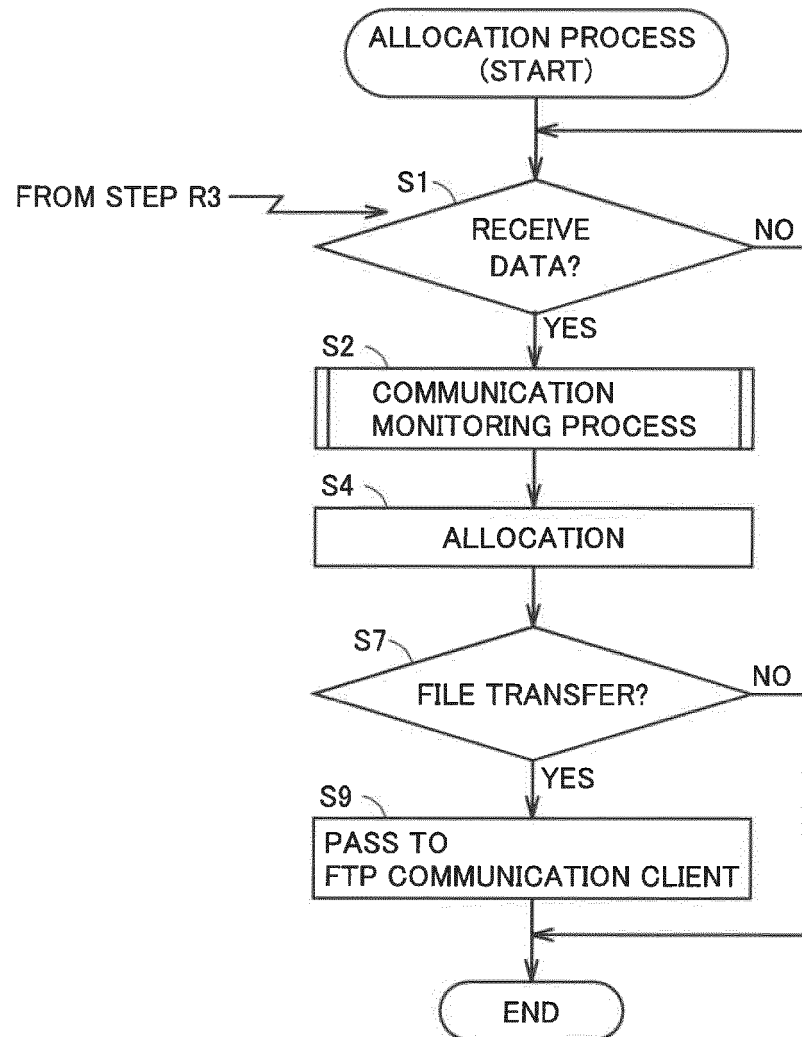 ALLOCATION PROCESS
(START)
S1
FROM STEP R3
RECEIVE
DATA?
NO
YES
S2
COMMUNICATION
MONITORING PROCESS
S4
ALLOCATION
S7
FILE TRANSFER?
NO
YES
S9
PASS TO
FTP COMMUNICATION CLIENT
END